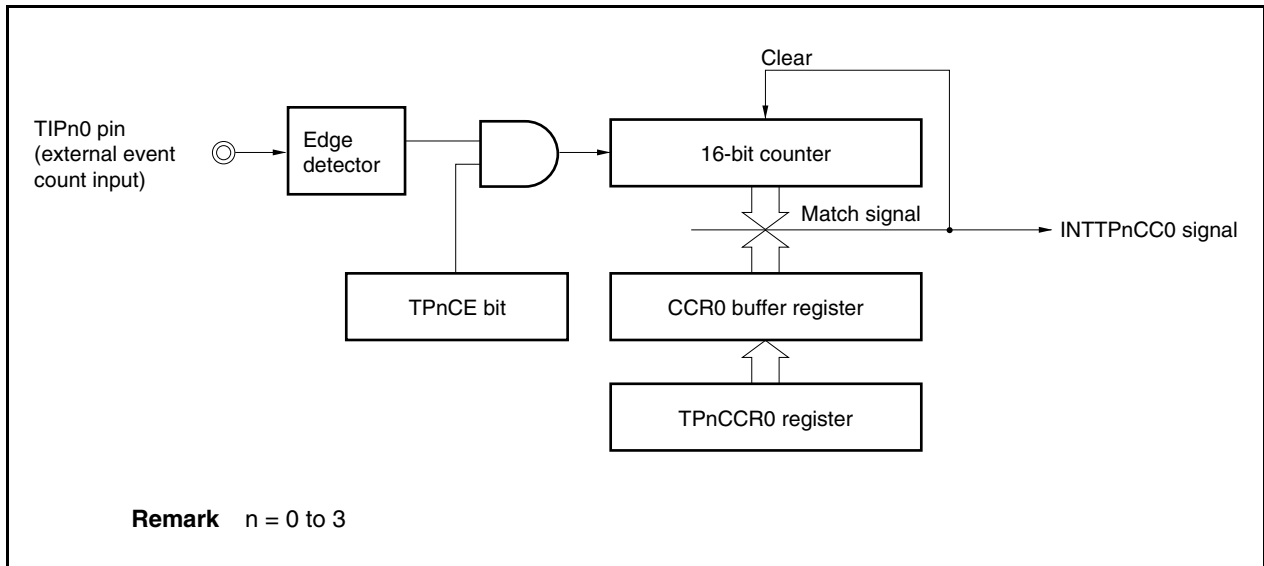 Clear
TIPn0 pin
(external event
count input)
Edge
detector
16-bit counter
Match signal
INTTPnCC0 signal
TPnCE bit
CCR0 buffer register
TPnCCR0 register
Remark n = 0 to 3